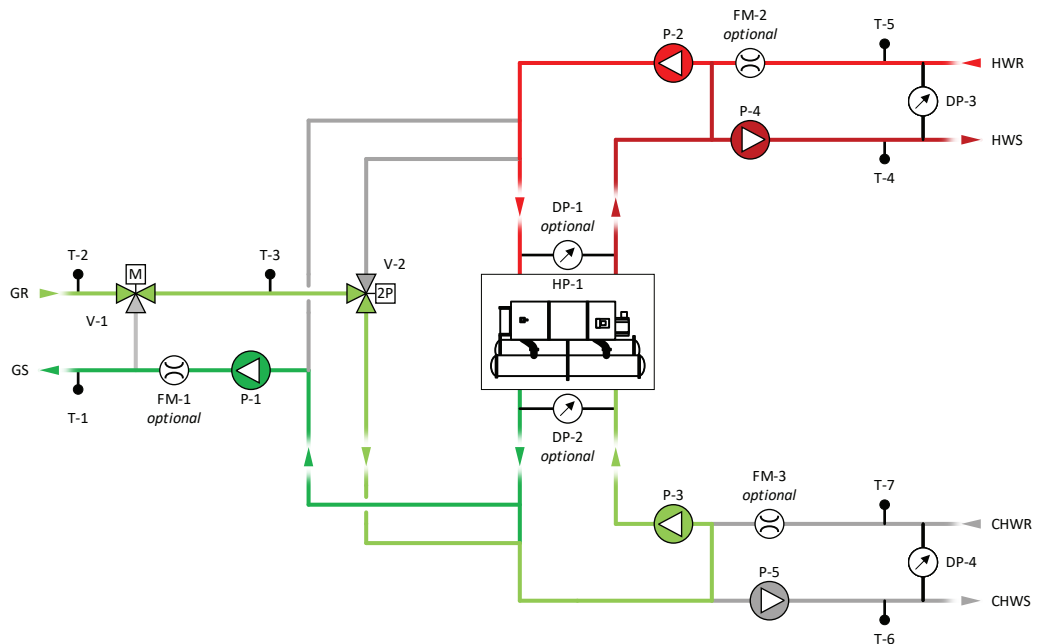 FM-2
optional
T-5
P-2
HWR
DP-3
P-4
HWS
T-4
DP-1
optional
T-2
T-3
V-2
M
HP-1
GR
2P
V-1
GS
T-1
FM-1
optional
P-1
DP-2
optional
FM-3
optional
T-7
P-3
CHWR
DP-4
P-5
CHWS
T-6